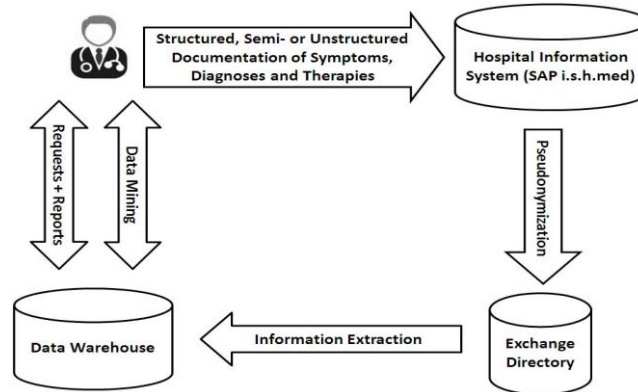 Structured, Semi- or Unstructured
Documentation of Symptoms,
Diagnoses and Therapies
Hospital Information
System (SAP i.s.h.med)
Requests + Reports
Data Mining
Pseudonymization
Data Warehouse
Information Extraction
Exchange
Directory